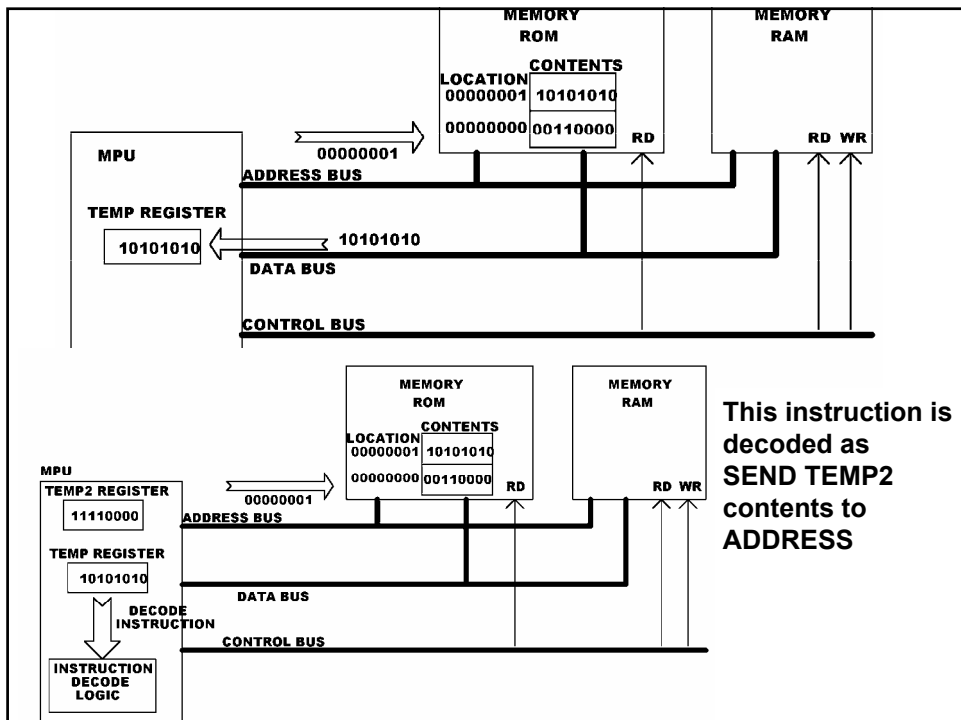 MEMORY
ROM
MEMORY
RAM
CONTENTS
LOCATION
00000001 10101010
00000000 00110000
RD
RD WR
00000001
MPU
ADDRESS BUS
TEMP REGISTER
10101010
10101010
DATA BUS
CONTROL BUS
MEMORY
ROM
MEMORY
RAM
CONTENTS
LOCATION
00000001 10101010
00000000 00110000
RD
RD WR
00000001
MPU
TEMP2 REGISTER
11110000
ADDRESS BUS
TEMP REGISTER
10101010
DATA BUS
DECODE
INSTRUCTION
CONTROL BUS
INSTRUCTION
DECODE
LOGIC
This instruction is
decoded as
SEND TEMP2
contents to
ADDRESS